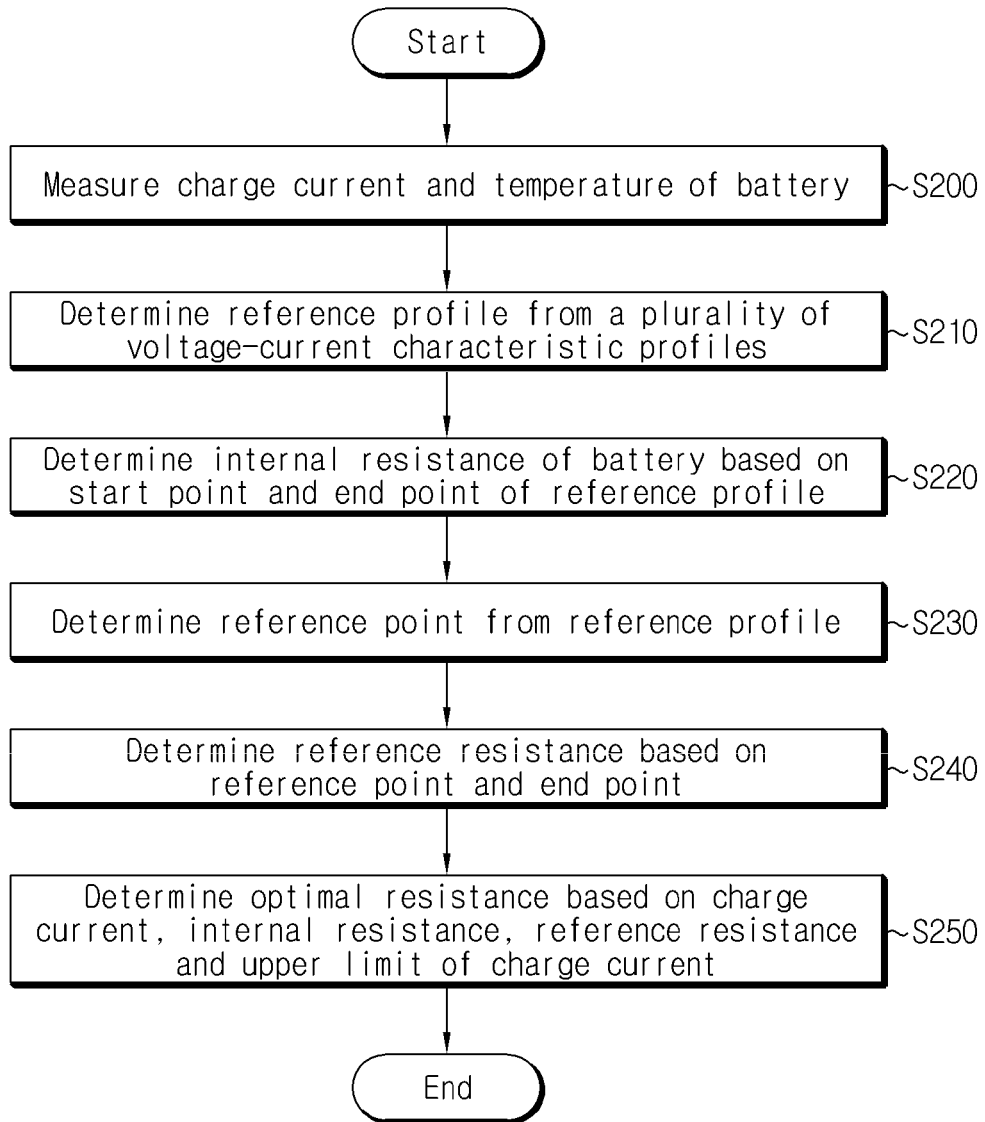 Start
Measure charge current and temperature of battery
~S200
Determine reference profile from a plurality of
voltage-current characteristic profiles
~S210
Determine internal resistance of battery based on
start point and end point of reference profile
~S220
Determine reference point from reference profile
~S230
Determine reference resistance based on
reference point and end point
~S240
Determine optimal resistance based on charge
current, internal resistance, reference resistance
and upper limit of charge current
~S250
End